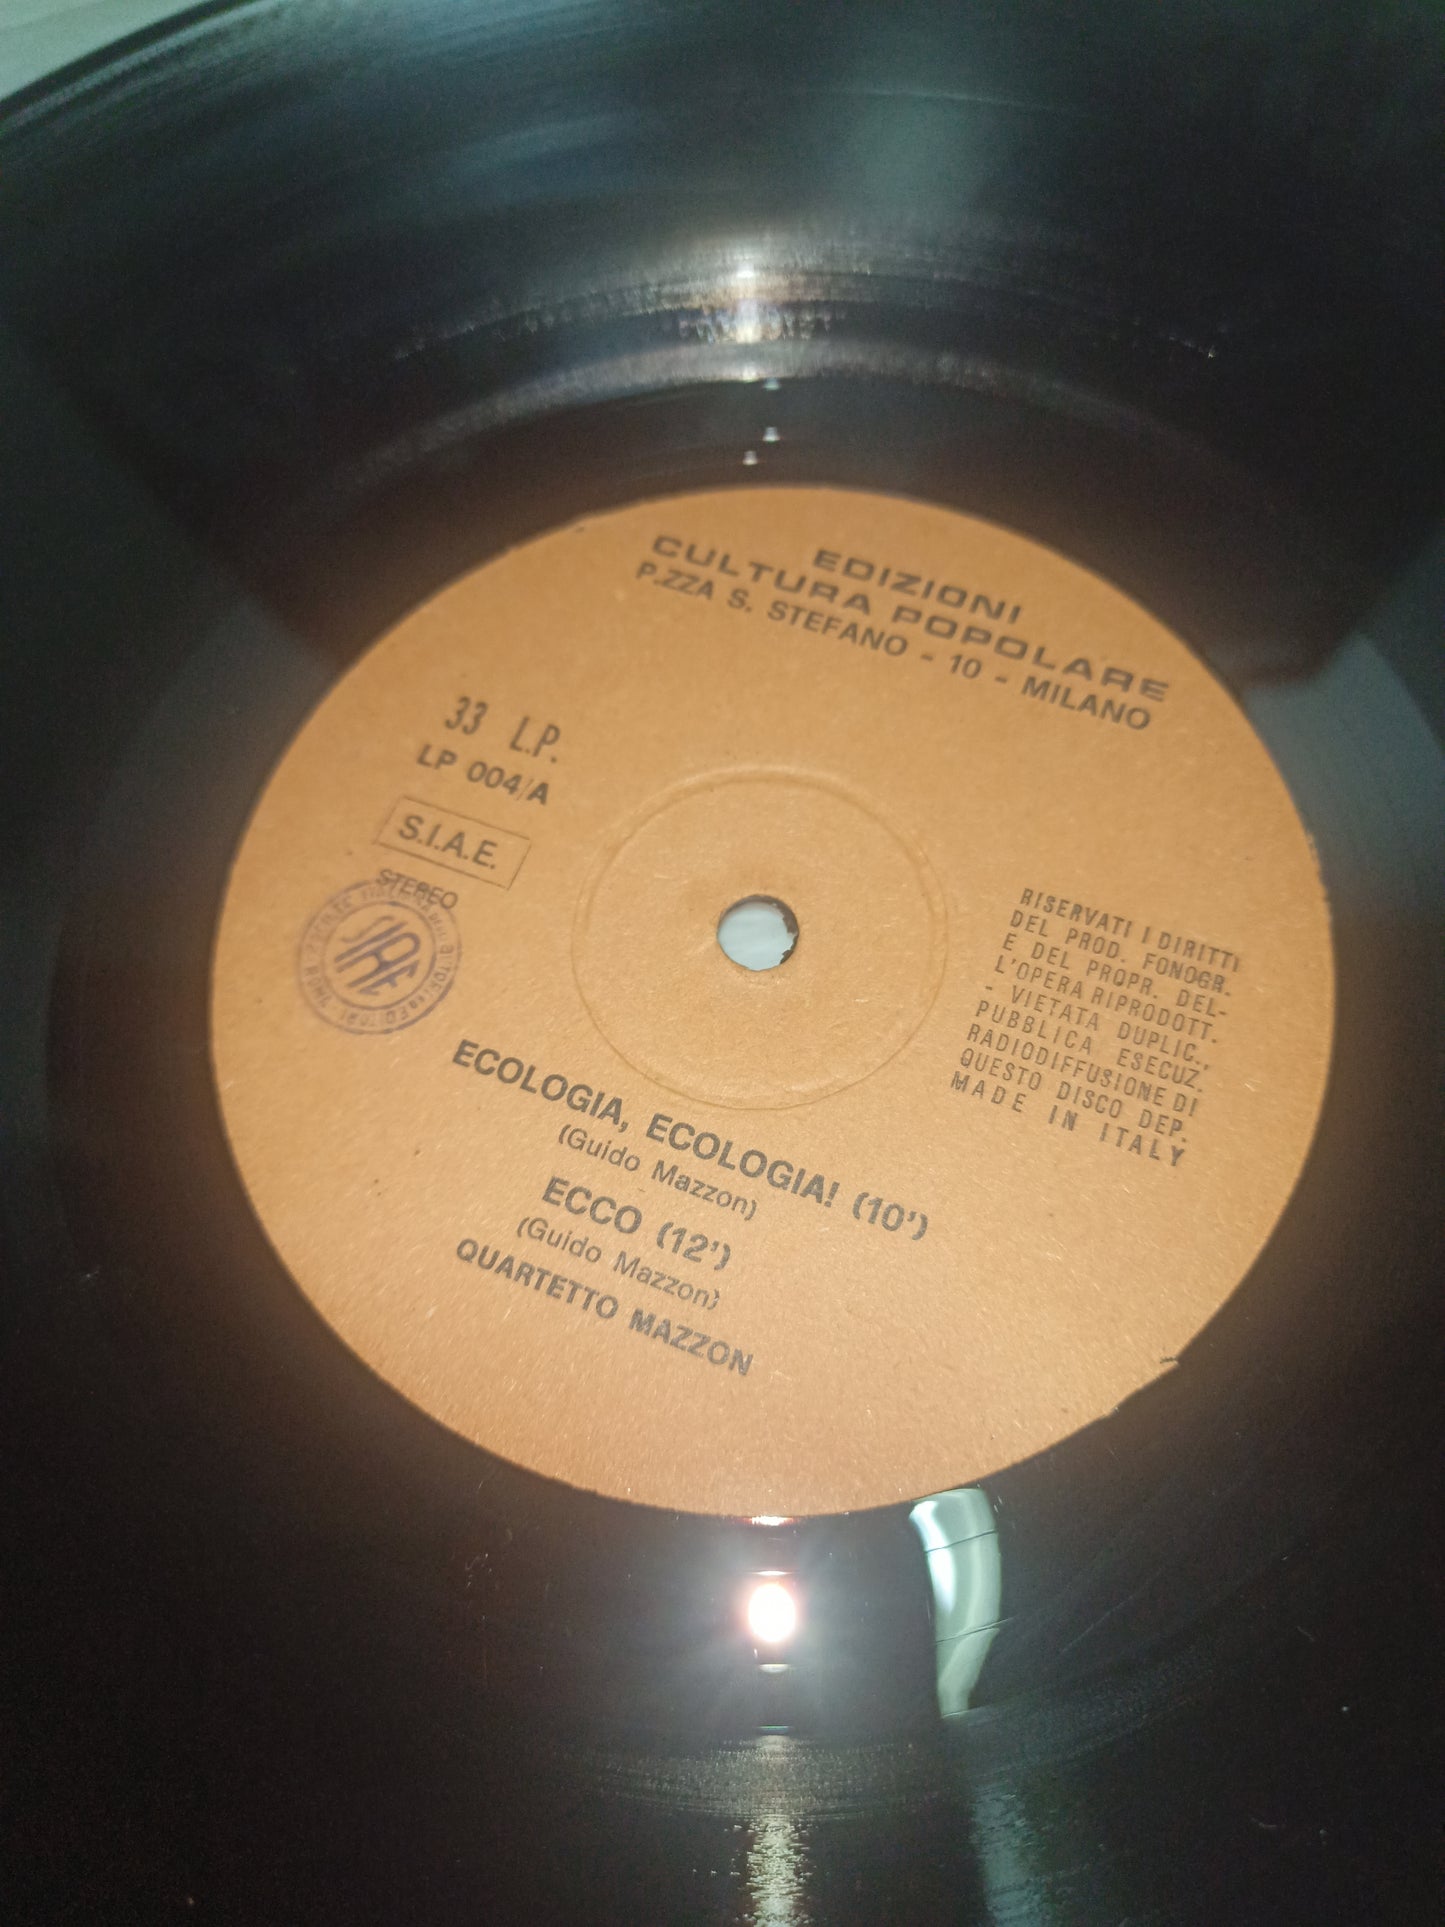 EDIZIONI
CULTURA POPOLARE
P.ZZA S. STEFANO - 10 - MILANO
33 L.P.
LP 004/A
S.I.A.E.
STEREO
SIAE
ROMA
RISERVATI I DIRITTI
DEL PROD. FONOGR.
E DEL PROPR. DEL-
L'OPERA RIPRODOTT.
- VIETATA DUPLIC.,
PUBBLICA ESECUZ.
RADIODIFFUSIONE DI
QUESTO DISCO DEP.
MADE IN ITALY
ECOLOGIA, ECOLOGIA! (10')
(Guido Mazzon)
ECCO (12')
(Guido Mazzon)
QUARTETTO MAZZON